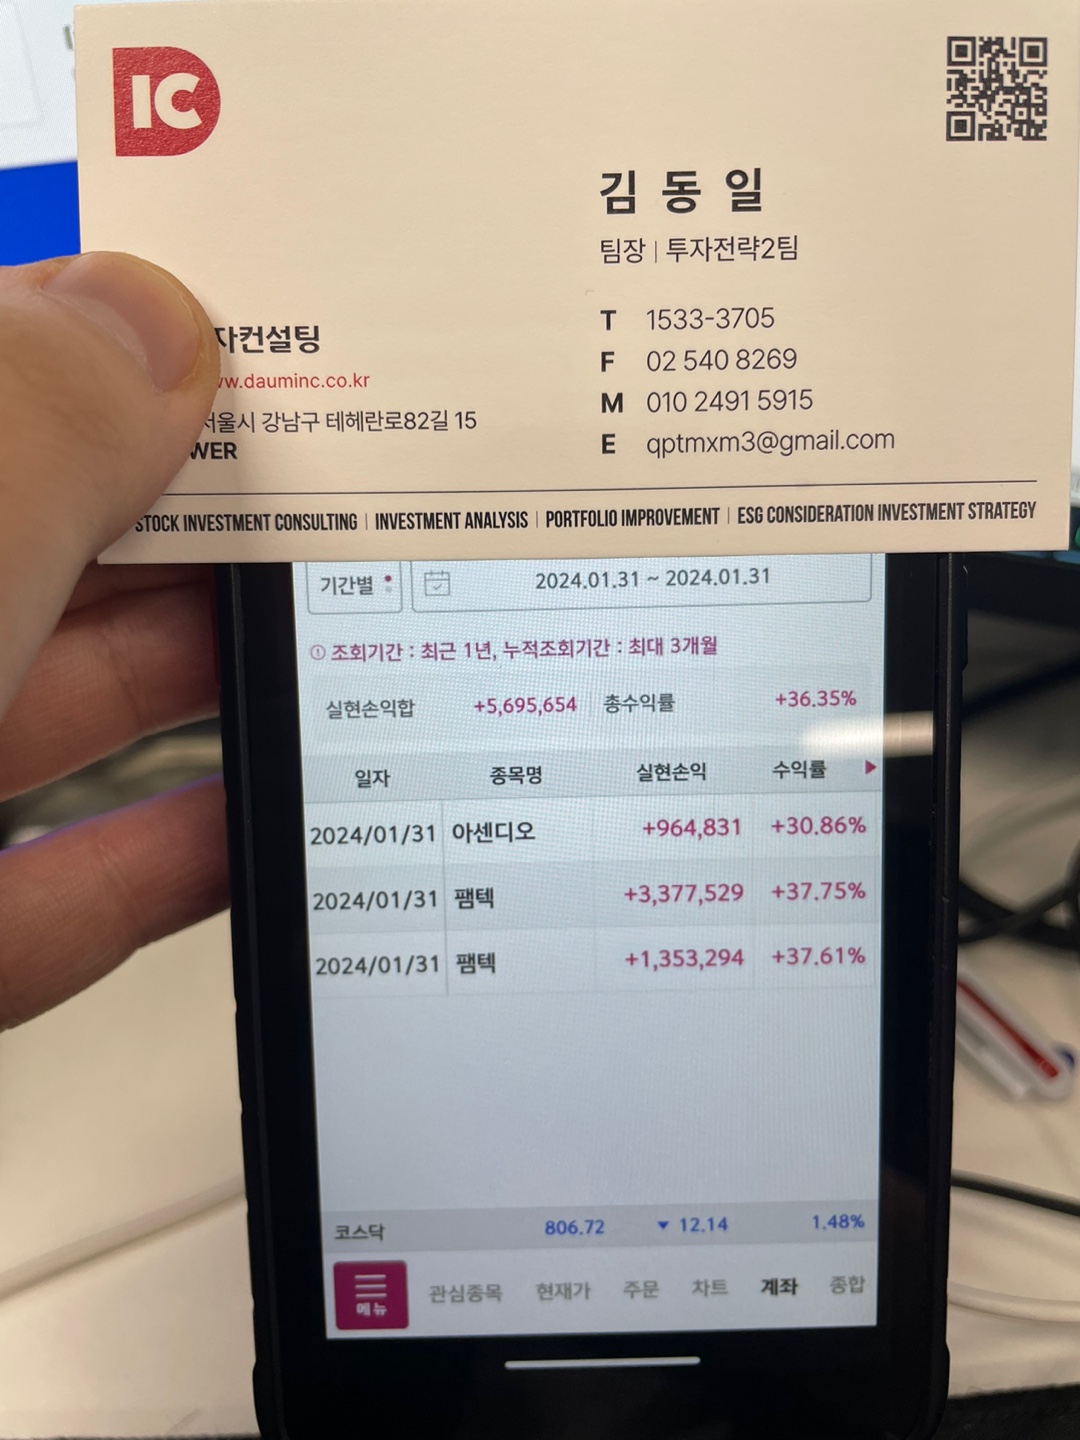 IC
김동일
팀장 | 투자전략2팀
자컨설팅
www.dauminc.co.kr
서울시 강남구 테헤란로82길 15
WER
T 1533-3705
F 02 540 8269
M 010 2491 5915
E qptmxm3@gmail.com
STOCK INVESTMENT CONSULTING | INVESTMENT ANALYSIS | PORTFOLIO IMPROVEMENT | ESG CONSIDERATION INVESTMENT STRATEGY
기간별 2024.01.31 ~ 2024.01.31
조회기간 : 최근 1년, 누적조회기간 : 최대 3개월
실현손익합 +5,695,654 총수익률 +36.35%
일자 종목명 실현손익 수익률
2024/01/31 아센디오 +964,831 +30.86%
2024/01/31 팸텍 +3,377,529 +37.75%
2024/01/31 팸텍 +1,353,294 +37.61%
코스닥 806.72 ▼ 12.14 1.48%
메뉴 관심종목 현재가 주문 차트 계좌 종합